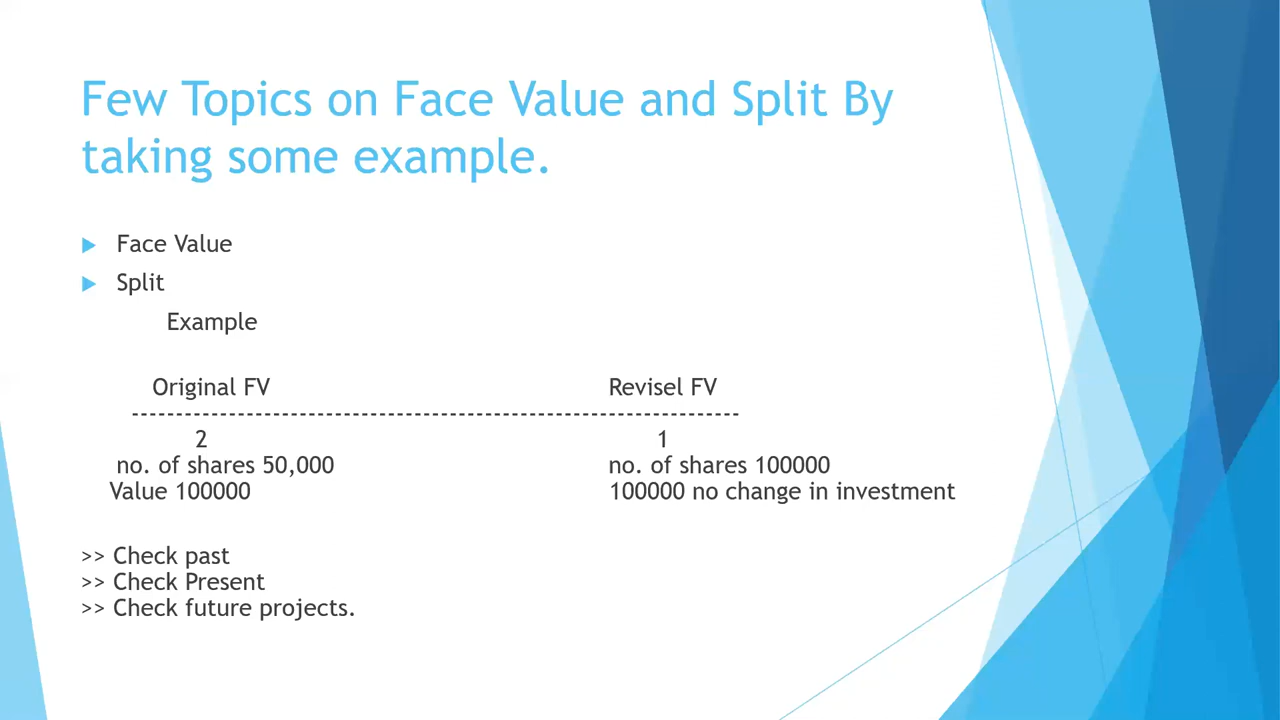 Few Topics on Face Value and Split By
taking some example.
Face Value
Split
Example
Original FV Revisel FV
---------------------------------------------------------------------
2 1
no. of shares 50,000 no. of shares 100000
Value 100000 100000 no change in investment
>> Check past
>> Check Present
>> Check future projects.